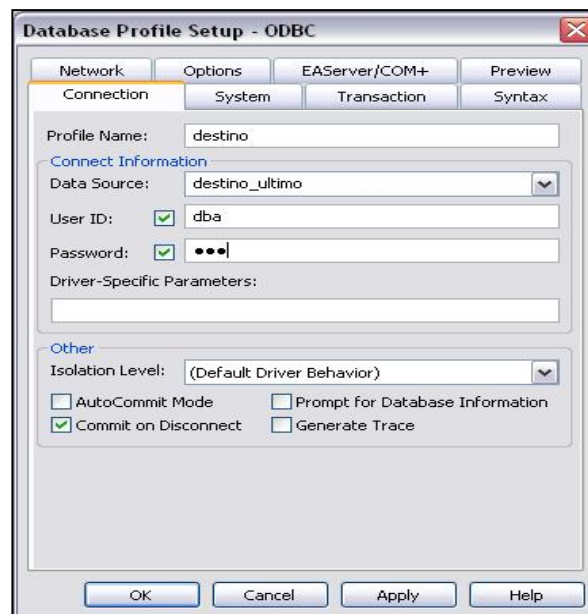 Database Profile Setup - ODBC
Network Options EAServer/COM+ Preview
Connection System Transaction Syntax
Profile Name: destino
Connect Information
Data Source: destino_ultimo
User ID: dba
Password: •••
Driver-Specific Parameters:
Other
Isolation Level: (Default Driver Behavior)
AutoCommit Mode Prompt for Database Information
Commit on Disconnect Generate Trace
OK Cancel Apply Help